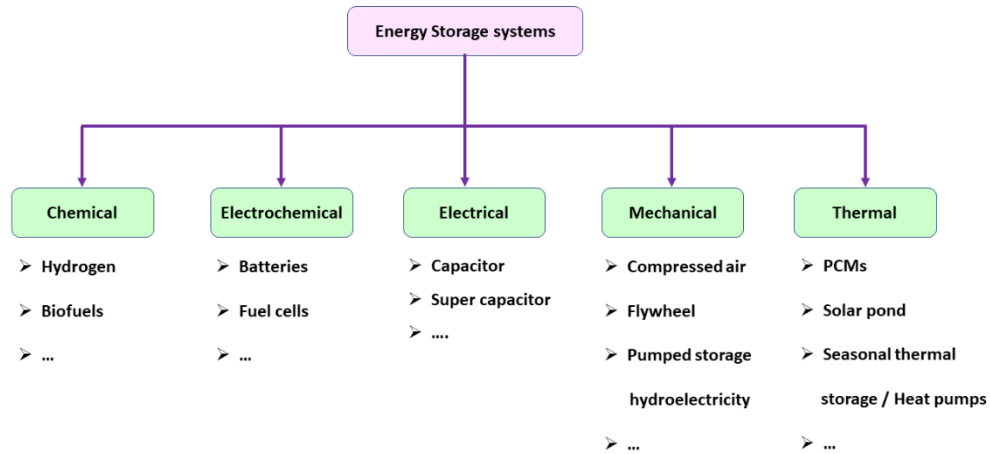 Energy Storage systems
Chemical
➢ Hydrogen
➢ Biofuels
➢ ...
Electrochemical
➢ Batteries
➢ Fuel cells
➢ ...
Electrical
➢ Capacitor
➢ Super capacitor
➢ ....
Mechanical
➢ Compressed air
➢ Flywheel
➢ Pumped storage
hydroelectricity
➢ ...
Thermal
➢ PCMs
➢ Solar pond
➢ Seasonal thermal
storage / Heat pumps
➢ ...